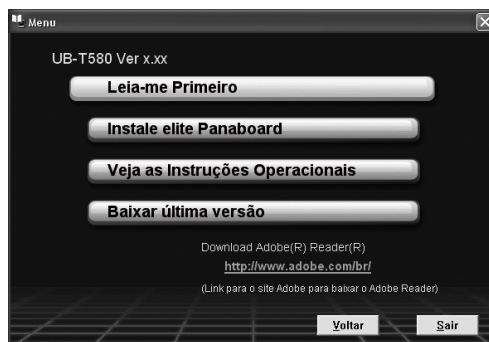 Menu
UB-T580 Ver x.xx
Leia-me Primeiro
Instale elite Panaboard
Veja as Instruções Operacionais
Baixar última versão
Download Adobe(R) Reader(R)
http://www.adobe.com/br/
(Link para o site Adobe para baixar o Adobe Reader)
Voltar Sair